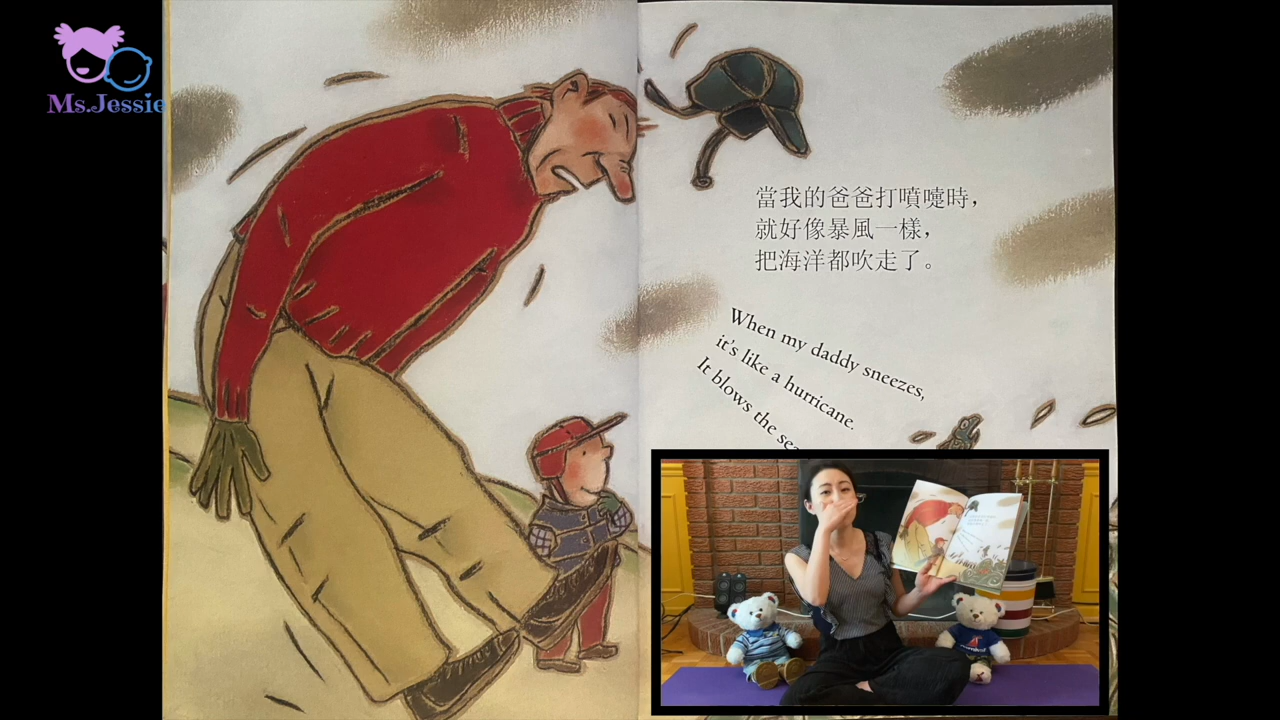 Ms.Jessie
當我的爸爸打噴嚏時，
就好像暴風一樣，
把海洋都吹走了。
When my daddy sneezes,
it's like a hurricane.
It blows the sea